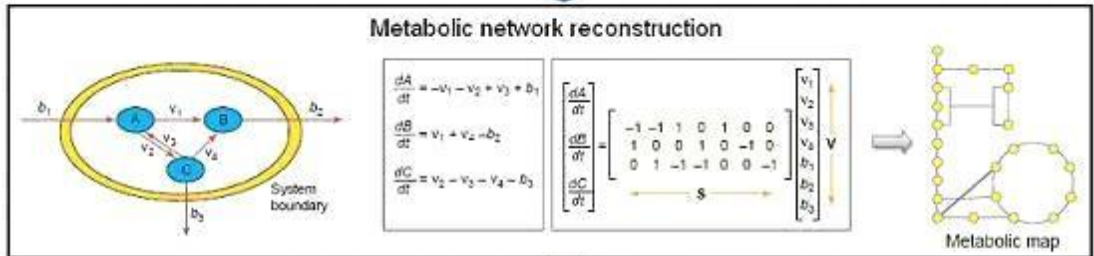 Metabolic network reconstruction
b₁
A
v₁
B
b₂
v₃
v₂
v₄
C
b₃
System
boundary
dA/dt = -v₁ - v₂ + v₃ + b₁
dB/dt = v₁ + v₄ - b₂
dC/dt = v₂ - v₃ - v₄ - b₃
dA/dt
dB/dt
dC/dt
=
-1 -1 1 0 1 0 0
1 0 0 1 0 -1 0
0 1 -1 -1 0 0 -1
S
v₁
v₂
v₃
v₄
b₁
b₂
b₃
V
Metabolic map